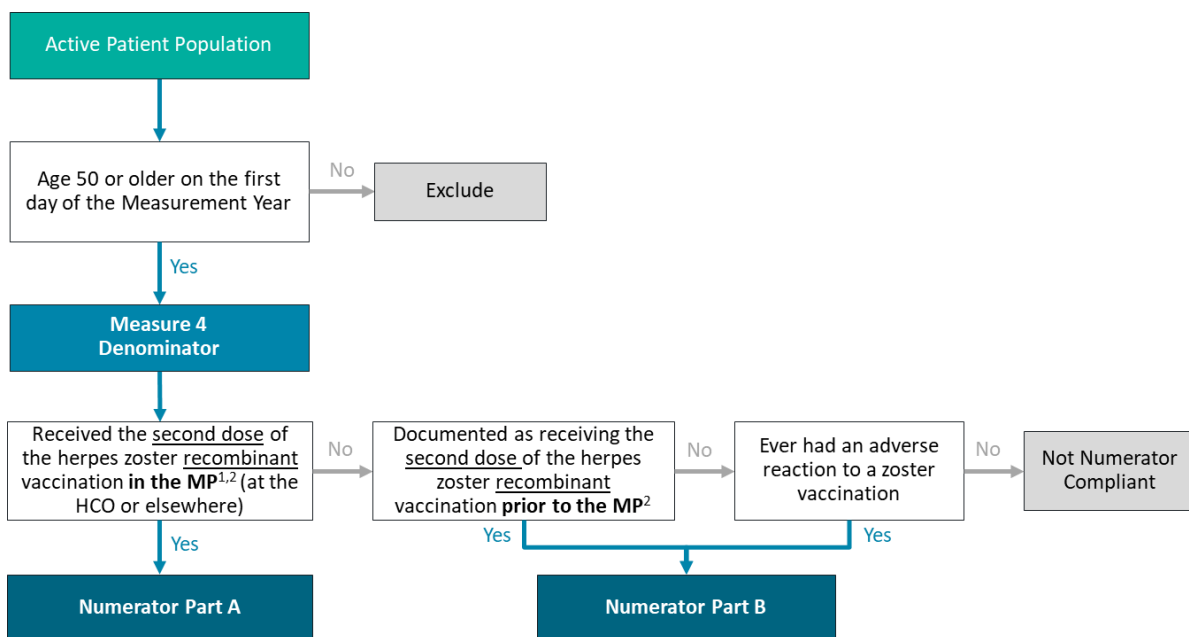 Active Patient Population
Age 50 or older on the first
day of the Measurement Year
No
Exclude
Yes
Measure 4
Denominator
Received the second dose of
the herpes zoster recombinant
vaccination in the MP1,2 (at the
HCO or elsewhere)
No
Documented as receiving the
second dose of the herpes
zoster recombinant
vaccination prior to the MP2
No
Ever had an adverse
reaction to a zoster
vaccination
No
Not Numerator
Compliant
Yes
Yes
Yes
Numerator Part A
Numerator Part B